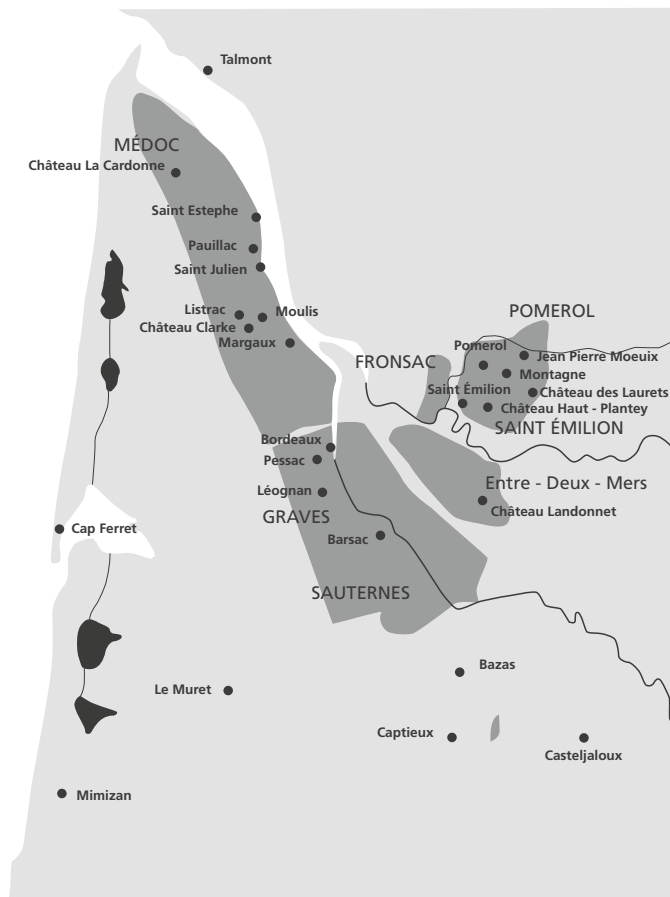 Talmont
MÉDOC
Château La Cardonne
Saint Estephe
Pauillac
Saint Julien
Listrac
Moulis
Château Clarke
Margaux
POMEROL
Pomerol
FRONSAC
Jean Pierre Moeuix
Montagne
Saint Émilion
Château des Laurets
Château Haut - Plantey
SAINT ÉMILION
Bordeaux
Pessac
Entre - Deux - Mers
Léognan
Château Landonnet
GRAVES
Cap Ferret
Barsac
SAUTERNES
Bazas
Le Muret
Captieux
Casteljaloux
Mimizan